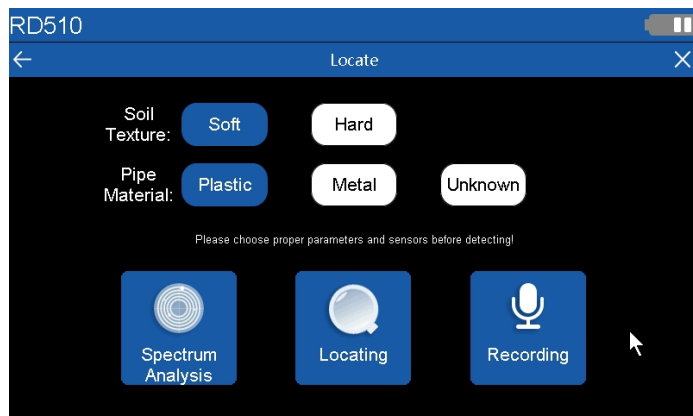 RD510
Locate
Soil
Texture:
Soft
Hard
Pipe
Material:
Plastic
Metal
Unknown
Please choose proper parameters and sensors before detecting!
Spectrum
Analysis
Locating
Recording